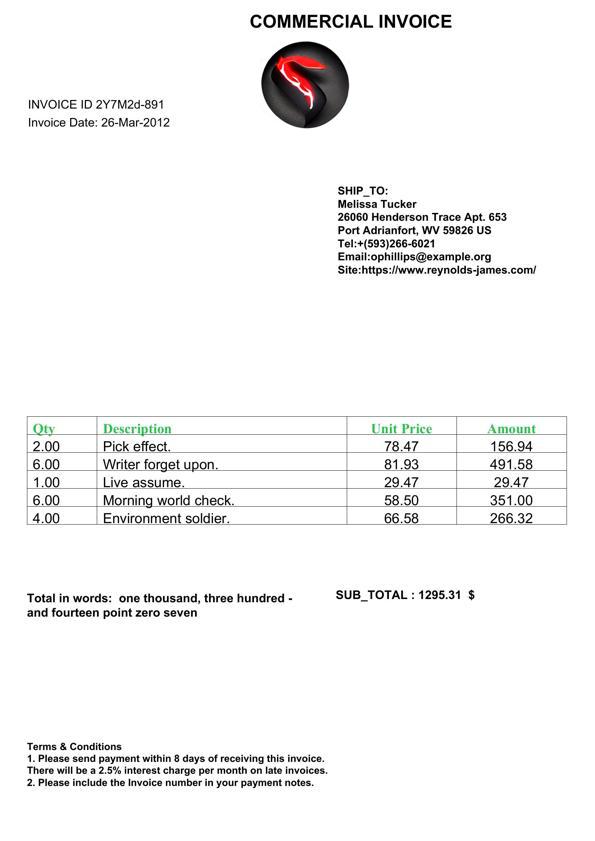 COMMERCIAL INVOICE
INVOICE ID 2Y7M2d-891
Invoice Date: 26-Mar-2012
SHIP_TO:
Melissa Tucker
26060 Henderson Trace Apt. 653
Port Adrianfort, WV 59826 US
Tel:+(593)266-6021
Email:ophillips@example.org
Site:https://www.reynolds-james.com/
Qty Description Unit Price Amount
2.00 Pick effect. 78.47 156.94
6.00 Writer forget upon. 81.93 491.58
1.00 Live assume. 29.47 29.47
6.00 Morning world check. 58.50 351.00
4.00 Environment soldier. 66.58 266.32
Total in words: one thousand, three hundred -
and fourteen point zero seven
SUB_TOTAL : 1295.31 $
Terms & Conditions
1. Please send payment within 8 days of receiving this invoice.
There will be a 2.5% interest charge per month on late invoices.
2. Please include the Invoice number in your payment notes.